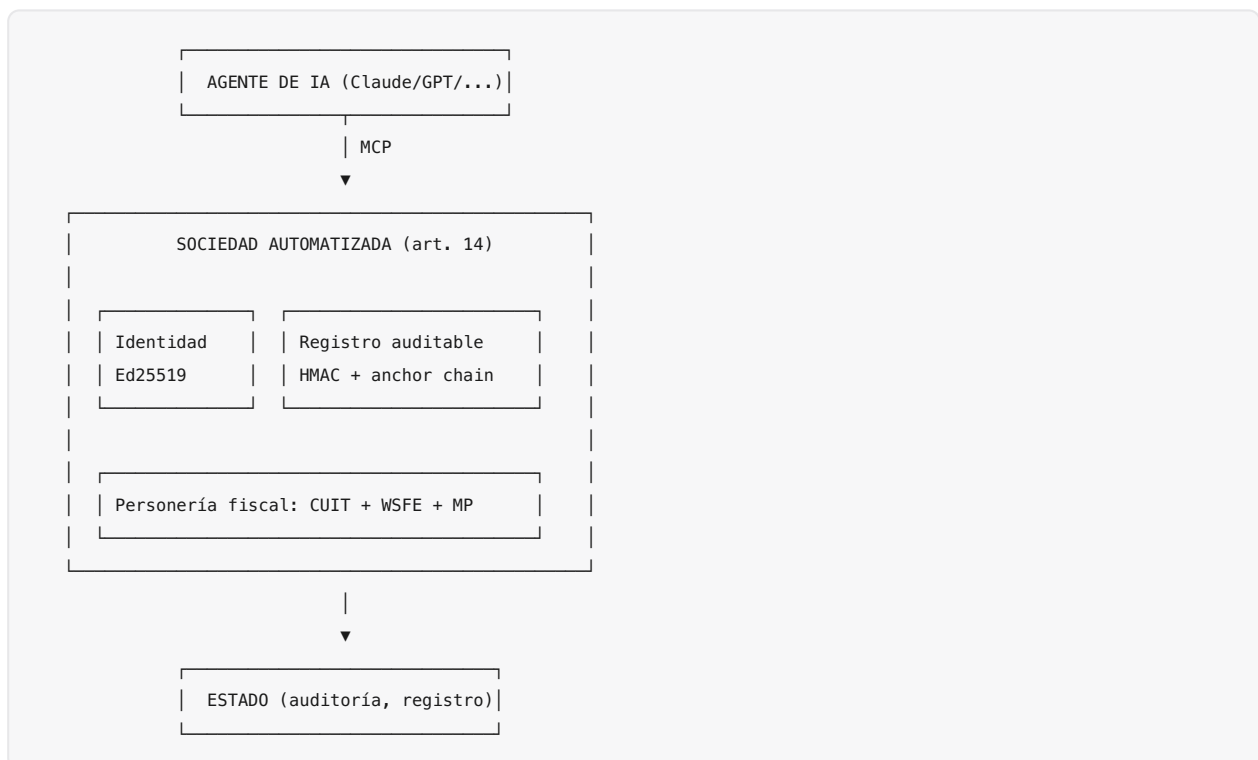 AGENTE DE IA (Claude/GPT/...)
MCP
SOCIEDAD AUTOMATIZADA (art. 14)
Identidad Registro auditable
Ed25519 HMAC + anchor chain
Personería fiscal: CUIT + WSFE + MP
ESTADO (auditoría, registro)